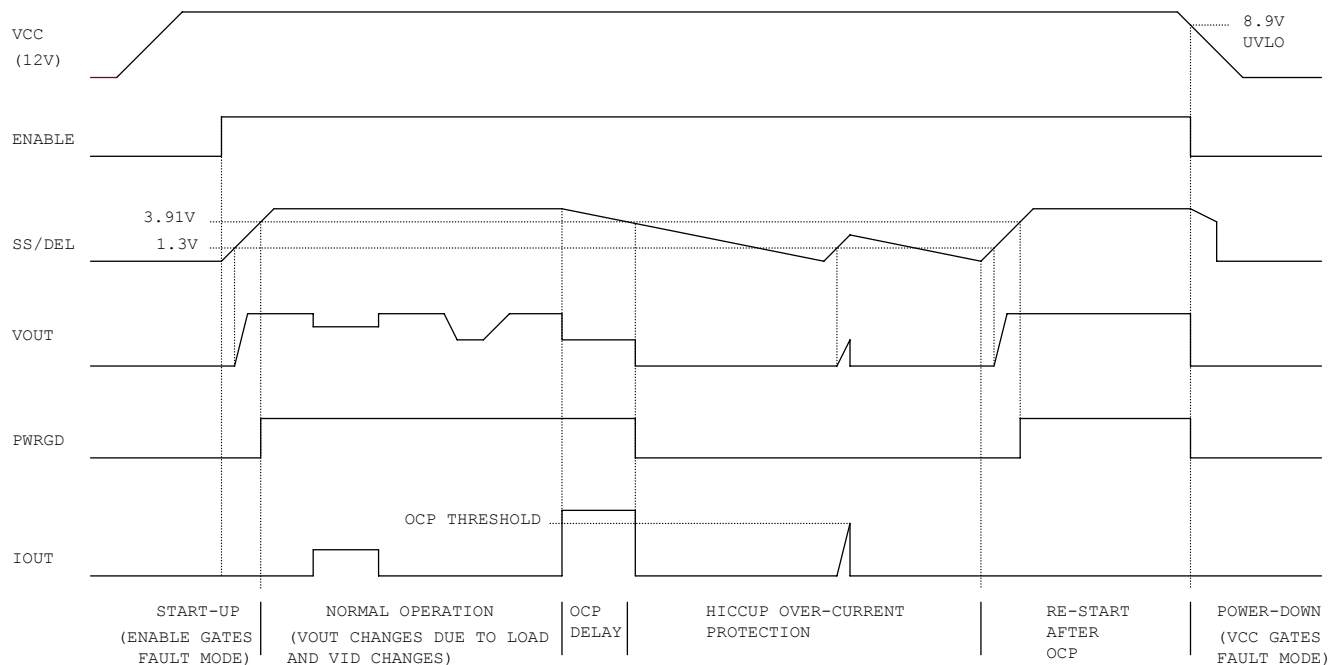 VCC
(12V)
8.9V
UVLO
ENABLE
3.91V
SS/DEL
1.3V
VOUT
PWRGD
OCP THRESHOLD
IOUT
START-UP
(ENABLE GATES
FAULT MODE)
NORMAL OPERATION
(VOUT CHANGES DUE TO LOAD
AND VID CHANGES)
OCP
DELAY
HICCUP OVER-CURRENT
PROTECTION
RE-START
AFTER
OCP
POWER-DOWN
(VCC GATES
FAULT MODE)